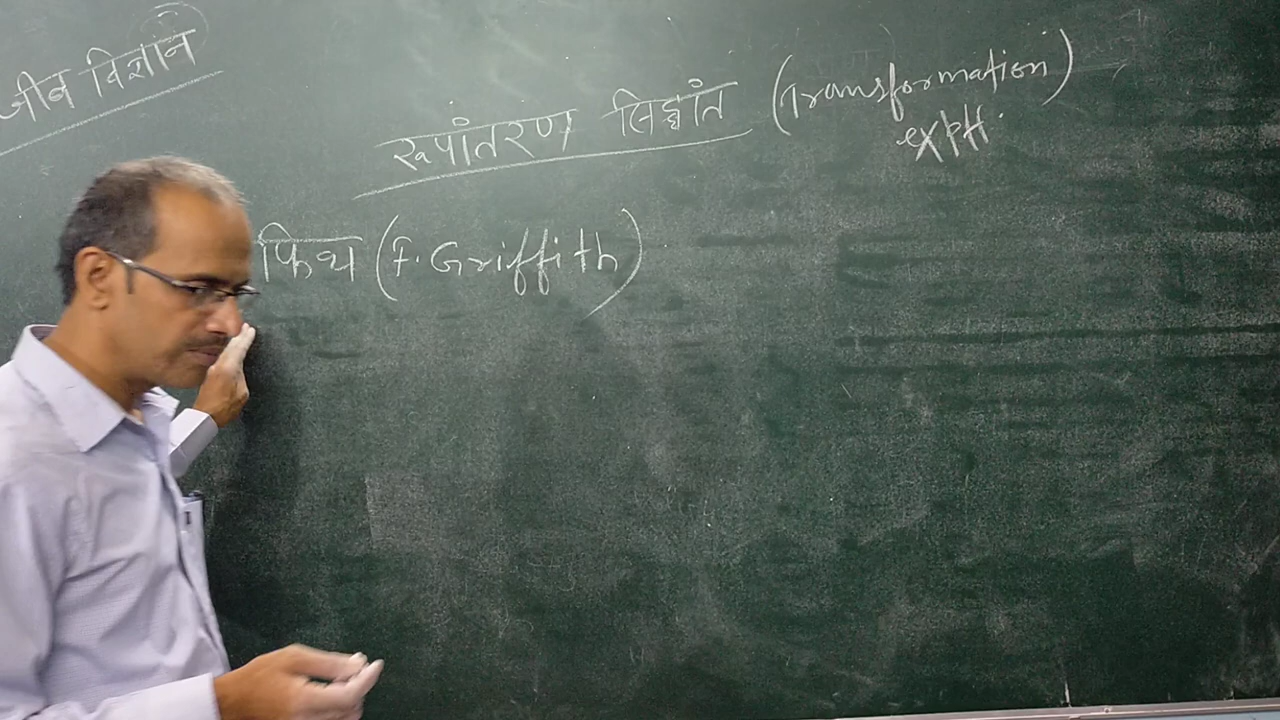 जीव विज्ञान
रूपांतरण सिद्धांत (Transformation)
expt.
फिथ (F. Griffith)